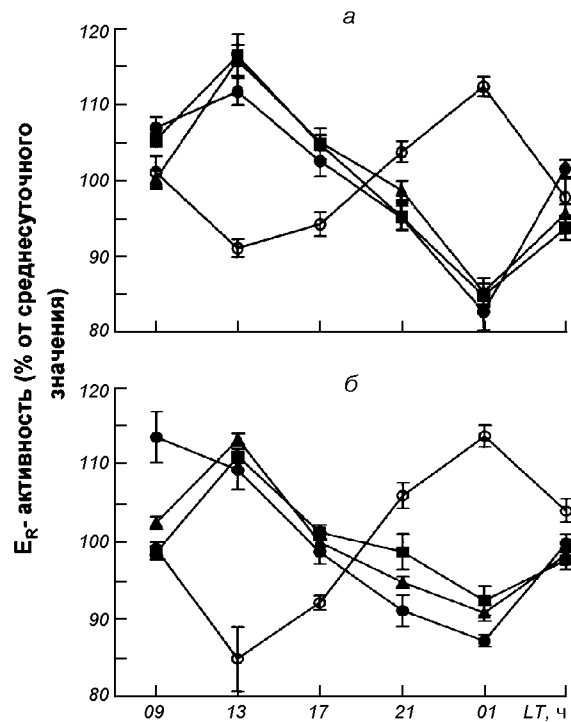 а
120
110
100
90
80
б
120
110
100
90
80
E_R- активность (% от среднесуточного
значения)
09 13 17 21 01 LT, ч